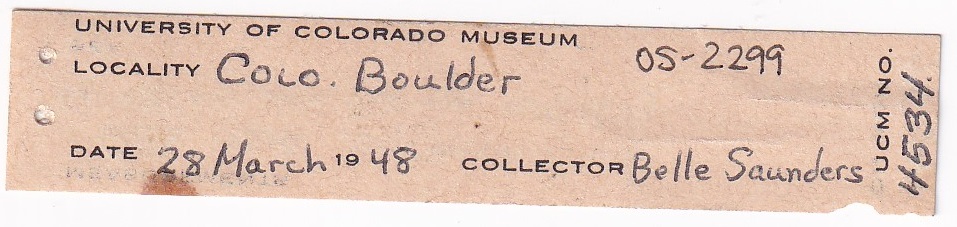 UNIVERSITY OF COLORADO MUSEUM
OS-2299
LOCALITY Colo. Boulder
DATE 28 March 1948 COLLECTOR Belle Saunders
UCM NO. 4534.